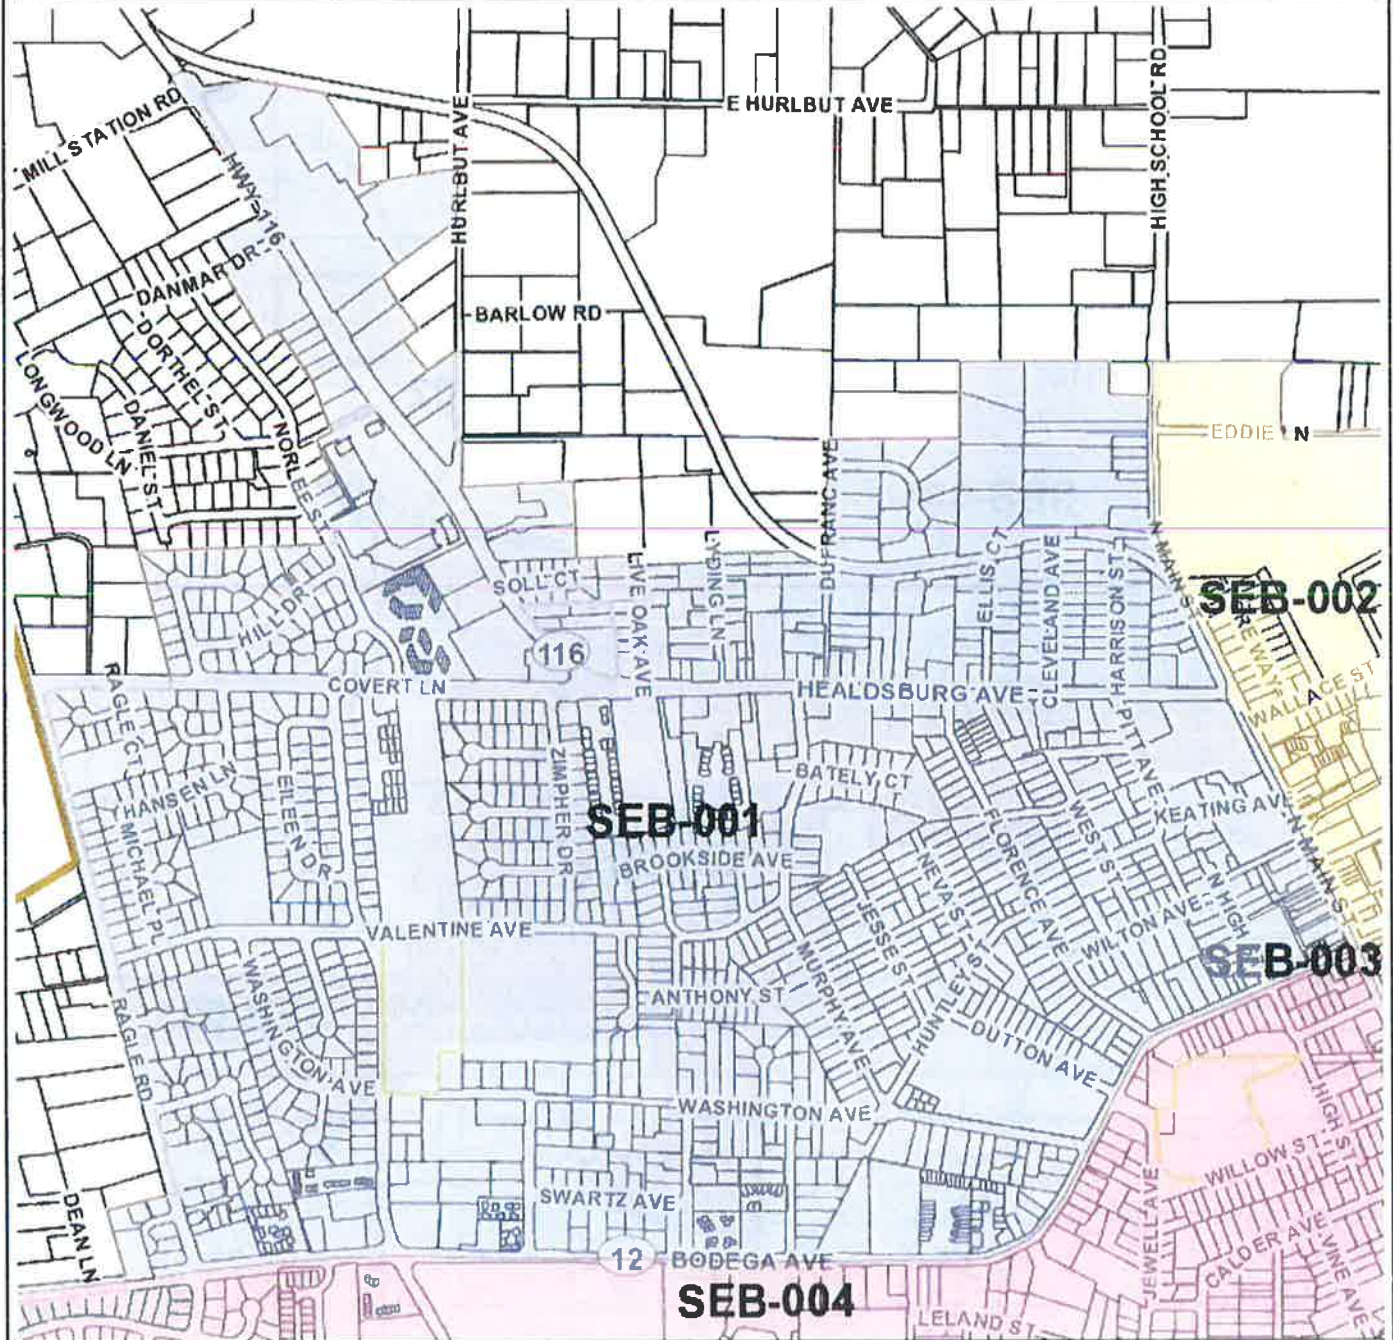 MILL STATION RD
HWY 116
HURLBUT AVE
E HURLBUT AVE
HIGH SCHOOL RD
DANMAR DR
BARLOW RD
DORTHEL ST
LONGWOOD LN
DANIEL ST
NORLEE ST
EDDIE LN
DUFRANC AVE
SOLL CT
LIVE OAK AVE
LYDING LN
ELLIS CT
CLEVELAND AVE
HARRISON ST
N MAIN ST
SEB-002
HILL DR
116
WALLACE ST
RAGLE CT
COVERT LN
HEALDSBURG AVE
PITT AVE
HANSEN LN
EILEEN DR
ZIMPHER DR
BATELY CT
MICHAEL PL
SEB-001
BROOKSIDE AVE
FLORENCE AVE
WEST ST
KEATING AVE
N MAIN ST
NEVA ST
JESSE ST
N HIGH
VALENTINE AVE
WILTON AVE
SEB-003
WASHINGTON AVE
MURPHY AVE
HUNTLEY ST
ANTHONY ST
RAGLE RD
DUTTON AVE
WASHINGTON AVE
HIGH ST
WILLOW ST
DEAN LN
SWARTZ AVE
JEWELL AVE
CALDER AVE
VINE AVE
12
BODEGA AVE
SEB-004
LELAND ST